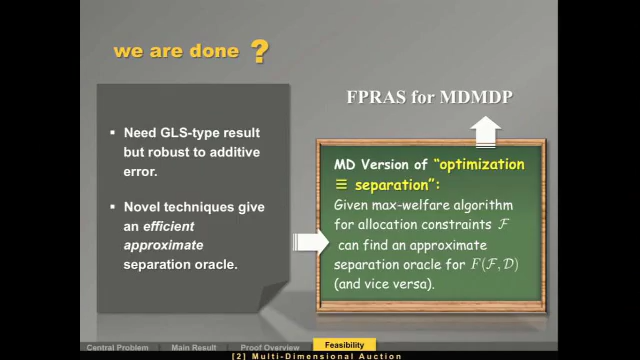 we are done ?
▪ Need GLS-type result
but robust to additive
error.
▪ Novel techniques give
an efficient
approximate
separation oracle.
FPRAS for MDMDP
MD Version of “optimization
≡ separation”:
Given max-welfare algorithm
for allocation constraints ℱ
can find an approximate
separation oracle for F(ℱ, 𝒟)
(and vice versa).
Central Problem Main Result Proof Overview Feasibility
[2] Multi-Dimensional Auction